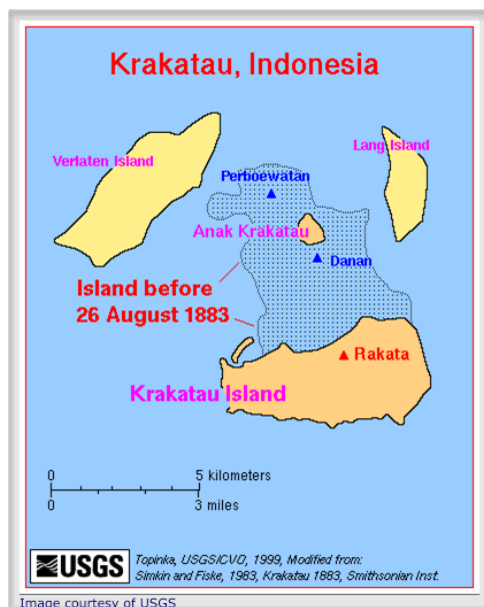 Krakatau, Indonesia
Verlaten Island
Lang Island
Perboewatan
Anak Krakatau
Danan
Island before
26 August 1883
Rakata
Krakatau Island
0 5 kilometers
0 3 miles
USGS
Topinka, USGS/CVO, 1999, Modified from:
Simkin and Fiske, 1983, Krakatau 1883, Smithsonian Inst.
Image courtesy of USGS